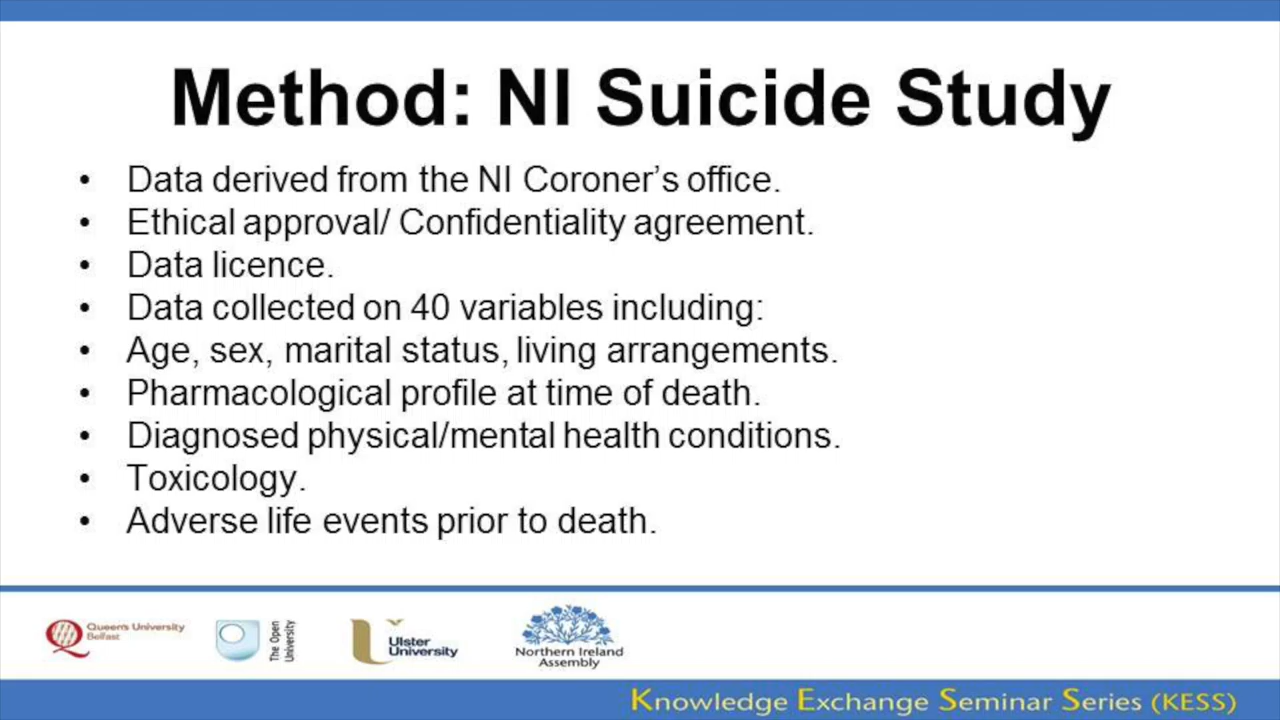 Method: NI Suicide Study
• Data derived from the NI Coroner's office.
• Ethical approval/ Confidentiality agreement.
• Data licence.
• Data collected on 40 variables including:
• Age, sex, marital status, living arrangements.
• Pharmacological profile at time of death.
• Diagnosed physical/mental health conditions.
• Toxicology.
• Adverse life events prior to death.
Queen's University
Belfast
The Open
University
Ulster
University
Northern Ireland
Assembly
Knowledge Exchange Seminar Series (KESS)